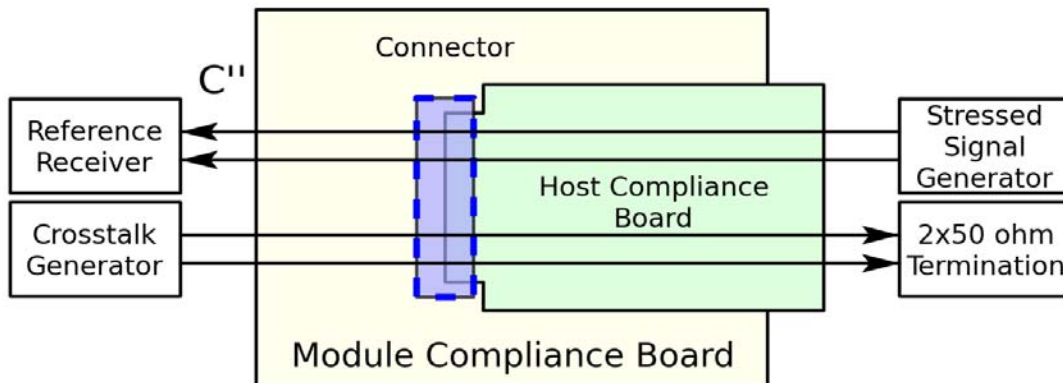 Connector
C''
Reference
Receiver
Stressed
Signal
Generator
Host Compliance
Board
Crosstalk
Generator
2x50 ohm
Termination
Module Compliance Board